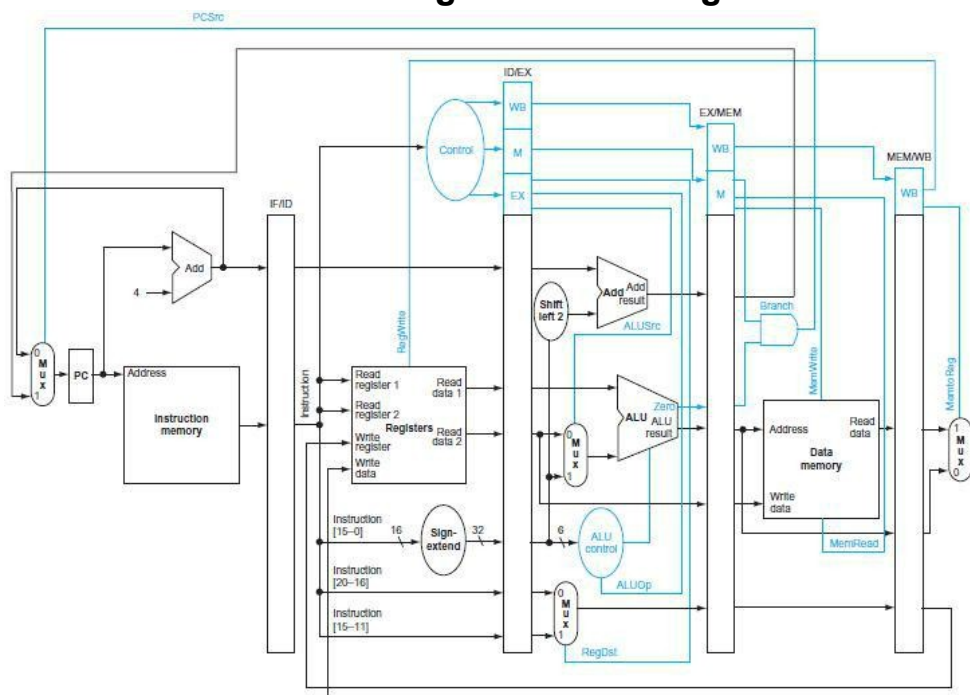 PCSrc
ID/EX
WB
EX/MEM
Control
M
WB
MEM/WB
EX
M
WB
IF/ID
Add
4
Shift
left 2
Add
Add
result
Branch
ALUSrc
RegWrite
0
M
u
x
1
PC
Address
Instruction
memory
Instruction
Read
register 1
Read
data 1
Read
register 2
Registers
Read
data 2
Write
register
Write
data
0
M
u
x
1
Zero
ALU
ALU
result
MemWrite
MemtoReg
Address
Read
data
Data
memory
Write
data
1
M
u
x
0
Instruction
[15–0]
16
Sign-
extend
32
6
ALU
control
MemRead
Instruction
[20–16]
ALUOp
0
M
u
x
1
Instruction
[15–11]
RegDst